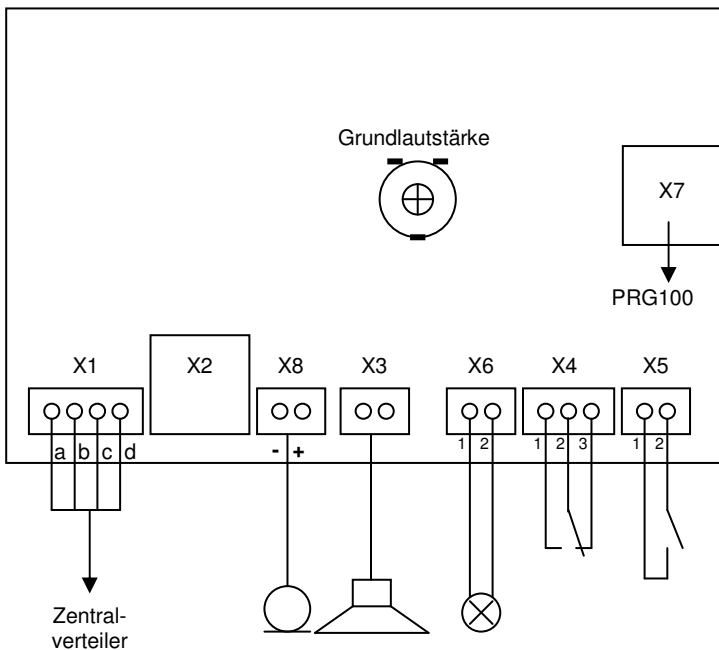 Grundlautstärke
X7
PRG100
X1
X2
X8
X3
X6
X4
X5
a b c d
- +
1 2
1 2 3
1 2
Zentral-
verteiler